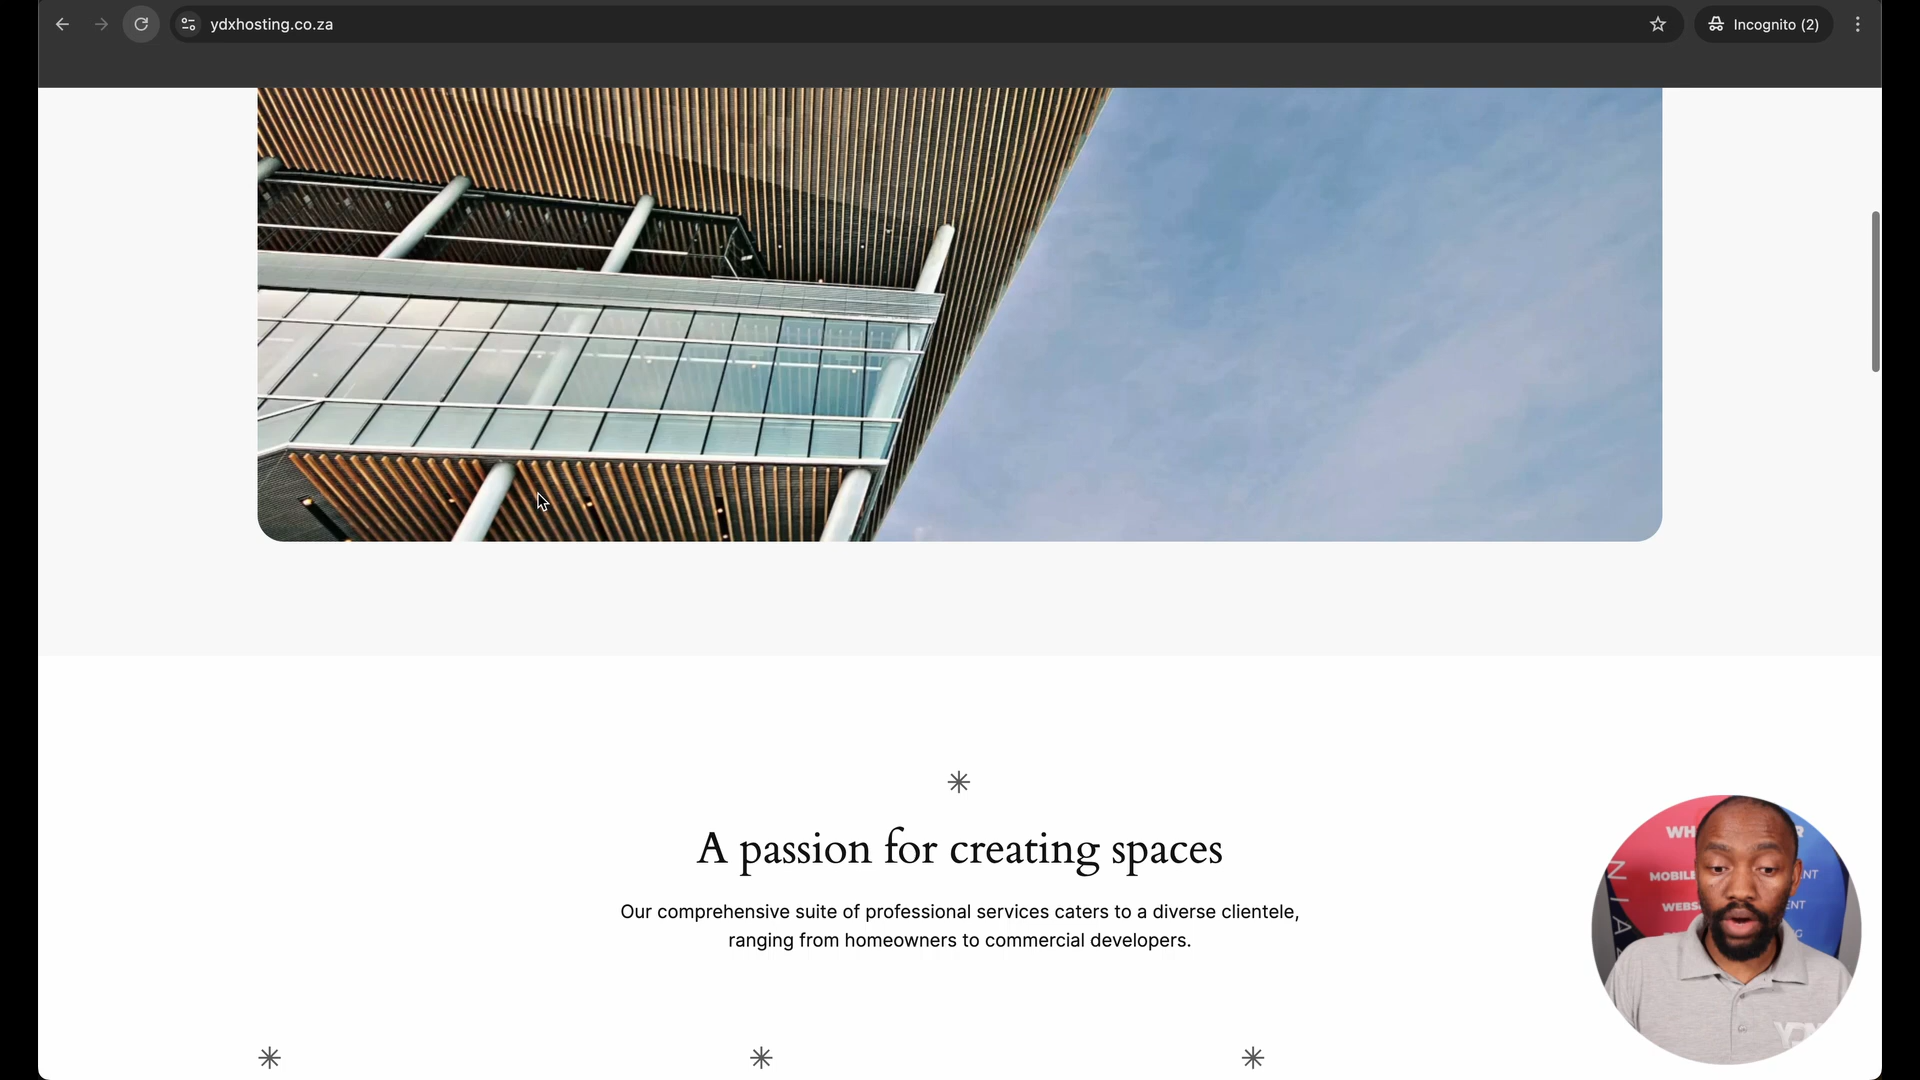 ydxhosting.co.za
Incognito (2)
A passion for creating spaces
Our comprehensive suite of professional services caters to a diverse clientele,
ranging from homeowners to commercial developers.